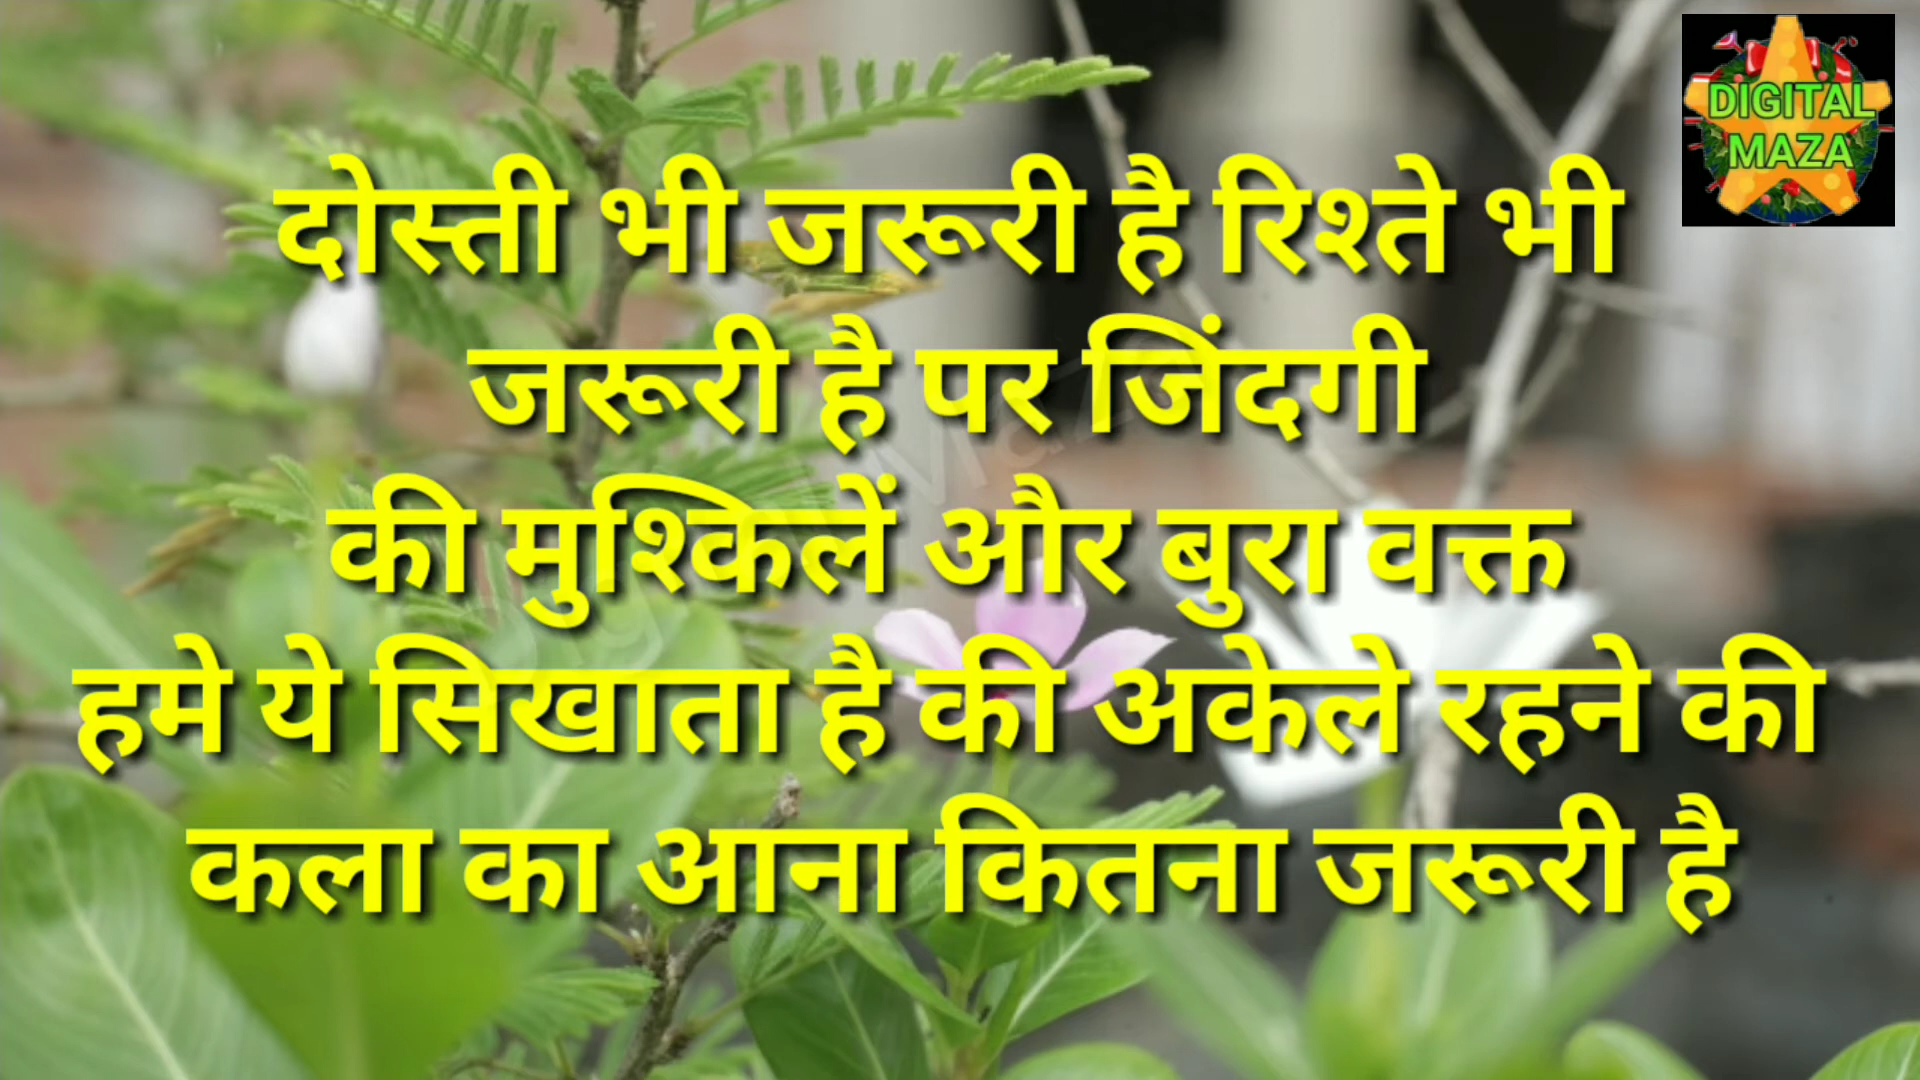 DIGITAL
MAZA
दोस्ती भी जरूरी है रिश्ते भी
जरूरी है पर जिंदगी
की मुश्किलें और बुरा वक्त
हमे ये सिखाता है की अकेले रहने की
कला का आना कितना जरूरी है